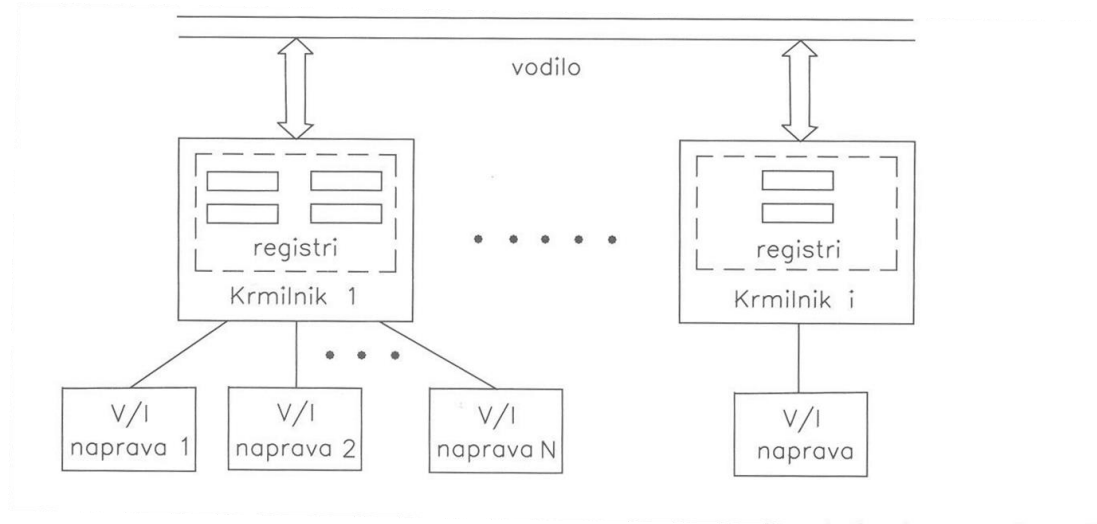 vodilo
registri
Krmilnik 1
registri
Krmilnik i
V/I
naprava 1
V/I
naprava 2
V/I
naprava N
V/I
naprava